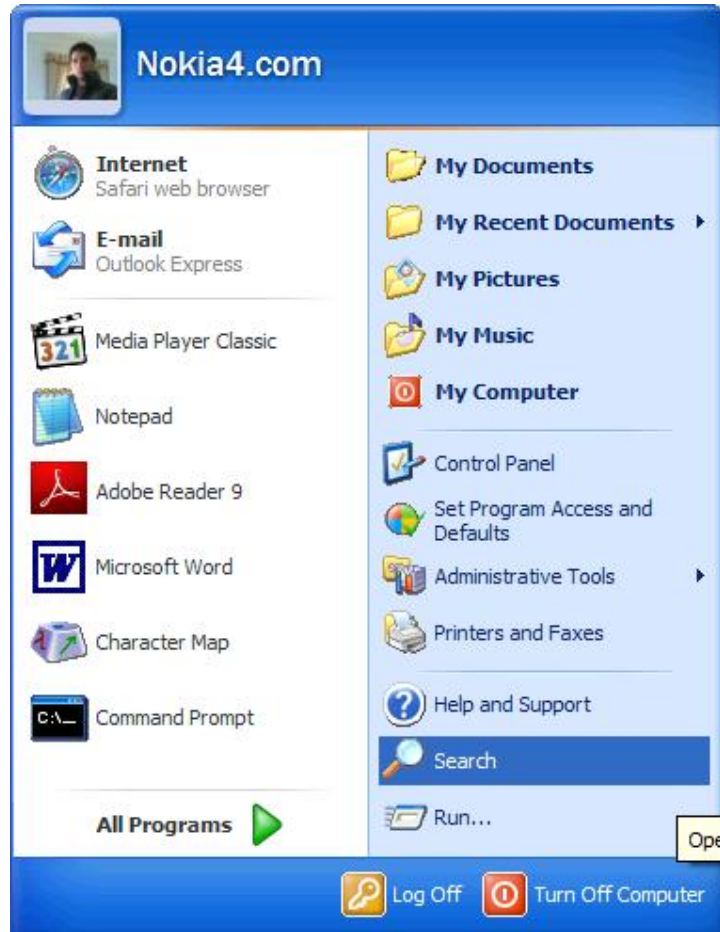 Nokia4.com
Internet
Safari web browser
E-mail
Outlook Express
Media Player Classic
321
Notepad
Adobe Reader 9
W
Microsoft Word
Character Map
C:\_
Command Prompt
All Programs
My Documents
My Recent Documents
My Pictures
My Music
My Computer
Control Panel
Set Program Access and
Defaults
Administrative Tools
Printers and Faxes
Help and Support
Search
Run...
Ope
Log Off
Turn Off Computer